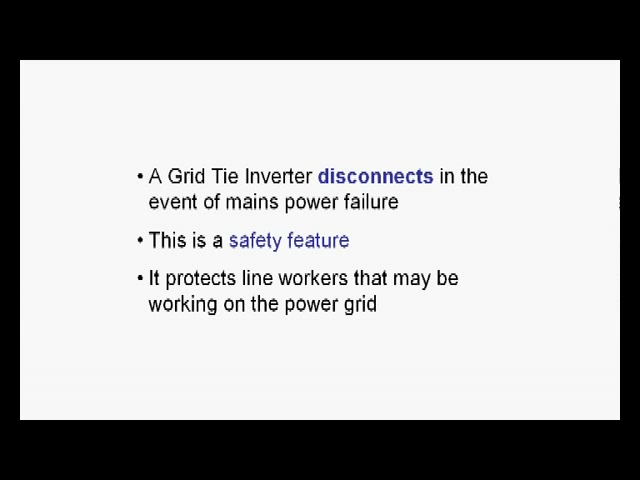 • A Grid Tie Inverter disconnects in the
event of mains power failure
• This is a safety feature
• It protects line workers that may be
working on the power grid